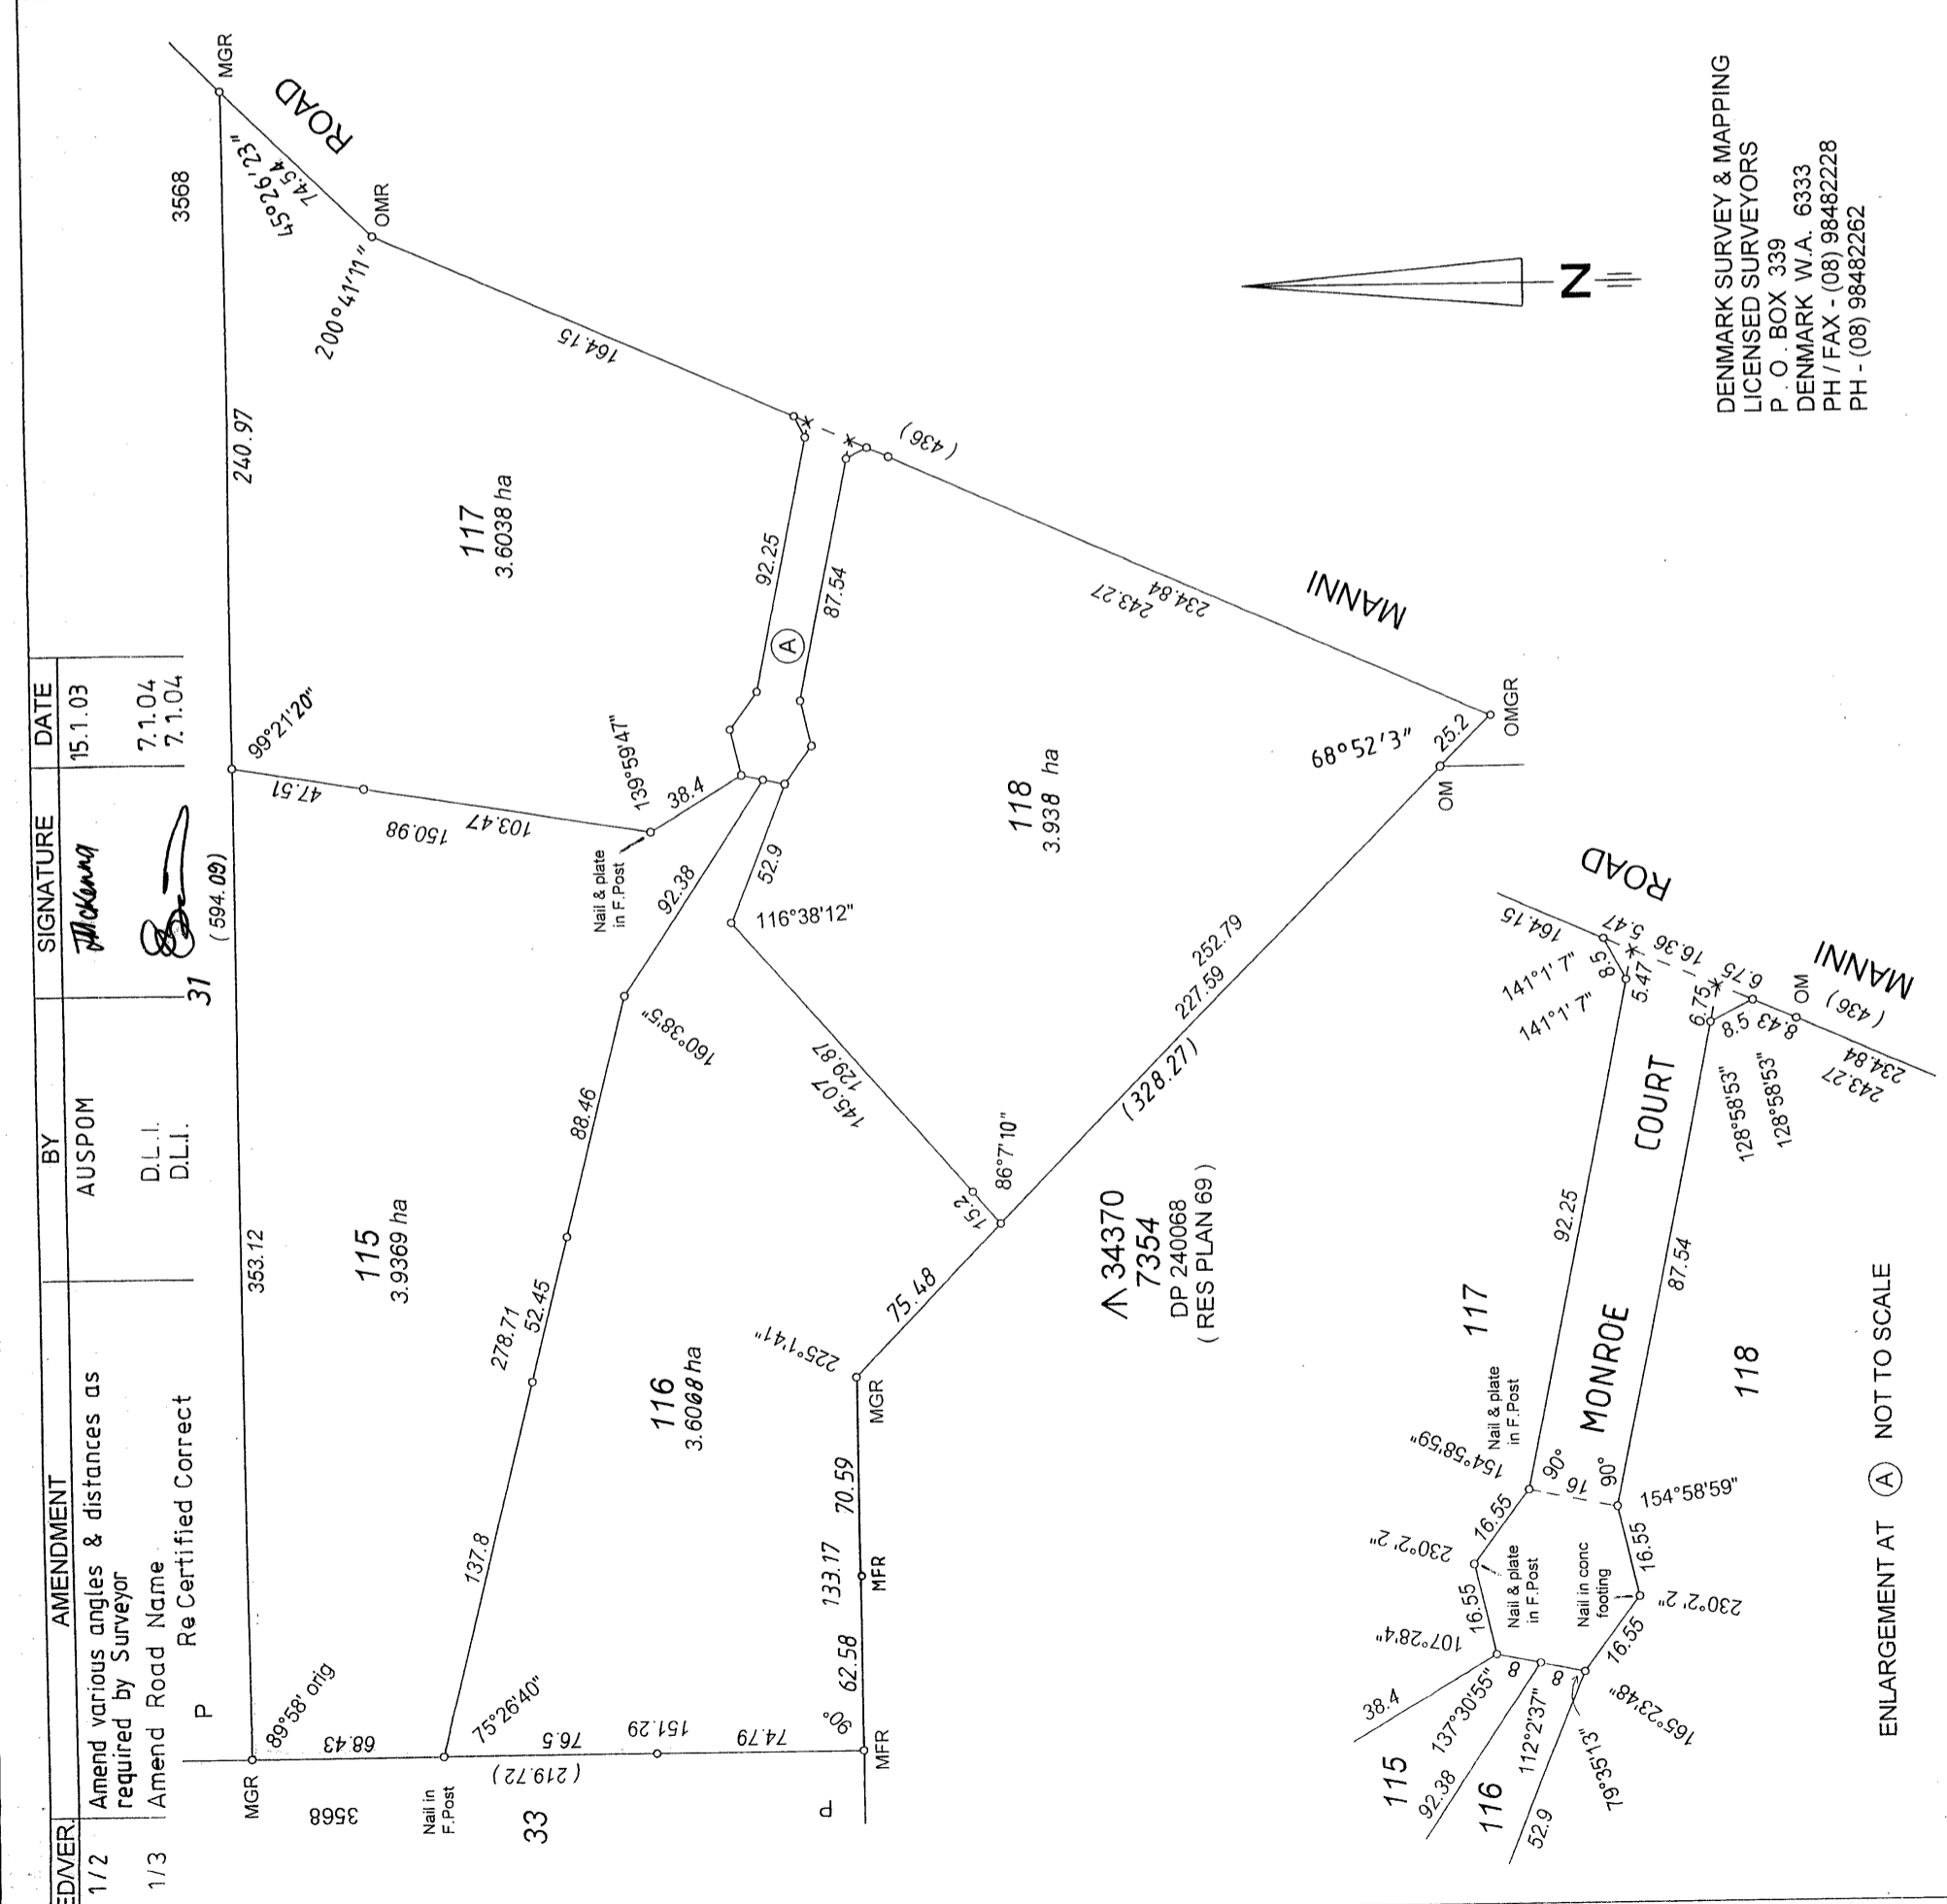 ED/VER.
AMENDMENT
BY
SIGNATURE
DATE
1/2
Amend various angles & distances as
required by Surveyor
AUSPOM
15.1.03
1/3
Amend Road Name
D.L.I.
7.1.04
Re Certified Correct
D.L.I.
7.1.04
P
31
(594.09)
3568
MGR
89°58' orig
353.12
240.97
99°21'20"
MGR
45°26'23"
74.54
ROAD
OMR
200°41'11"
164.15
47.51
150.98
103.47
139°59'47"
Nail & plate
in F.Post
38.4
115
3.9369 ha
117
3.6038 ha
92.25
A
87.54
(436)
68.43
3568
Nail in
F.Post
75°26'40"
137.8
278.71
52.45
88.46
160°38'5"
92.38
52.9
116°38'12"
76.5
(219.72)
151.29
74.79
33
116
3.6008 ha
145.07
129.87
15.2
86°7'10"
118
3.938 ha
243.27
234.84
MANNI
90°
MFR
P
62.58
133.17
MFR
70.59
MGR
225°1'41"
75.48
(328.27)
227.59
252.79
68°52'3"
25.2
OM
OMGR
34370
7354
DP 240068
( RES PLAN 69 )
N
DENMARK SURVEY & MAPPING
LICENSED SURVEYORS
P . O . BOX 339
DENMARK W.A. 6333
PH / FAX - (08) 98482228
PH - (08) 98482262
115
38.4
137°30'55"
92.38
116
112°2'37"
52.9
79°35'13"
107°28'4"
8
8
165°23'48"
16.55
230°2'2"
16.55
154°58'59"
Nail & plate
in F.Post
Nail & plate
in F.Post
Nail in conc
footing
16.55
230°2'2"
16.55
154°58'59"
90°
16
90°
117
92.25
MONROE COURT
87.54
118
141°1'7"
141°1'7"
8.5
5.47
164.15
5.47
16.36
ROAD
6.75
6.75
8.5
8.43
OM
(436)
MANNI
128°58'53"
128°58'53"
243.27
234.84
ENLARGEMENT AT A NOT TO SCALE